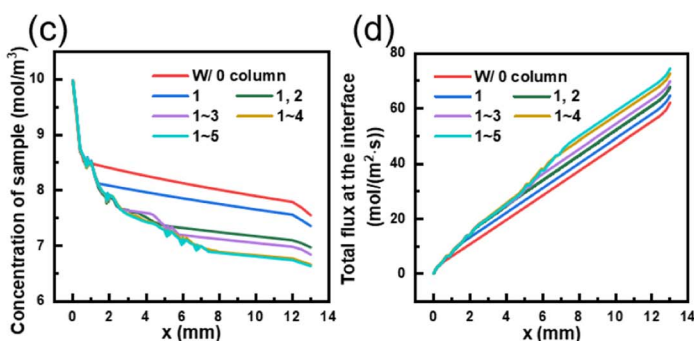 (c)
Concentration of sample (mol/m³)
10
9
8
7
6
W/ 0 column
1
1, 2
1~3
1~4
1~5
0 2 4 6 8 10 12 14
x (mm)
(d)
Total flux at the interface
(mol/(m²·s))
80
60
40
20
0
W/ 0 column
1
1, 2
1~3
1~4
1~5
0 2 4 6 8 10 12 14
x (mm)